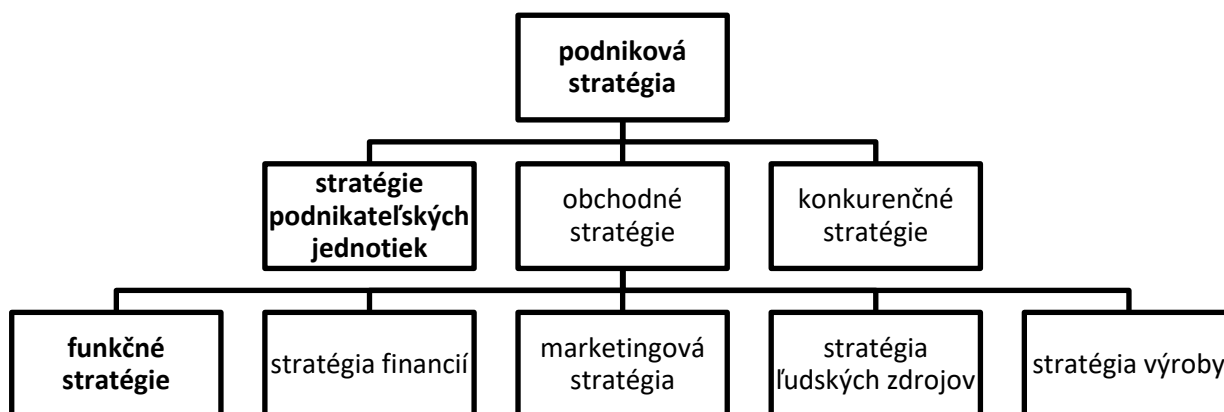 podniková
stratégia
stratégie
podnikateľských
jednotiek
obchodné
stratégie
konkurenčné
stratégie
funkčné
stratégie
stratégia financií
marketingová
stratégia
stratégia
ľudských zdrojov
stratégia výroby